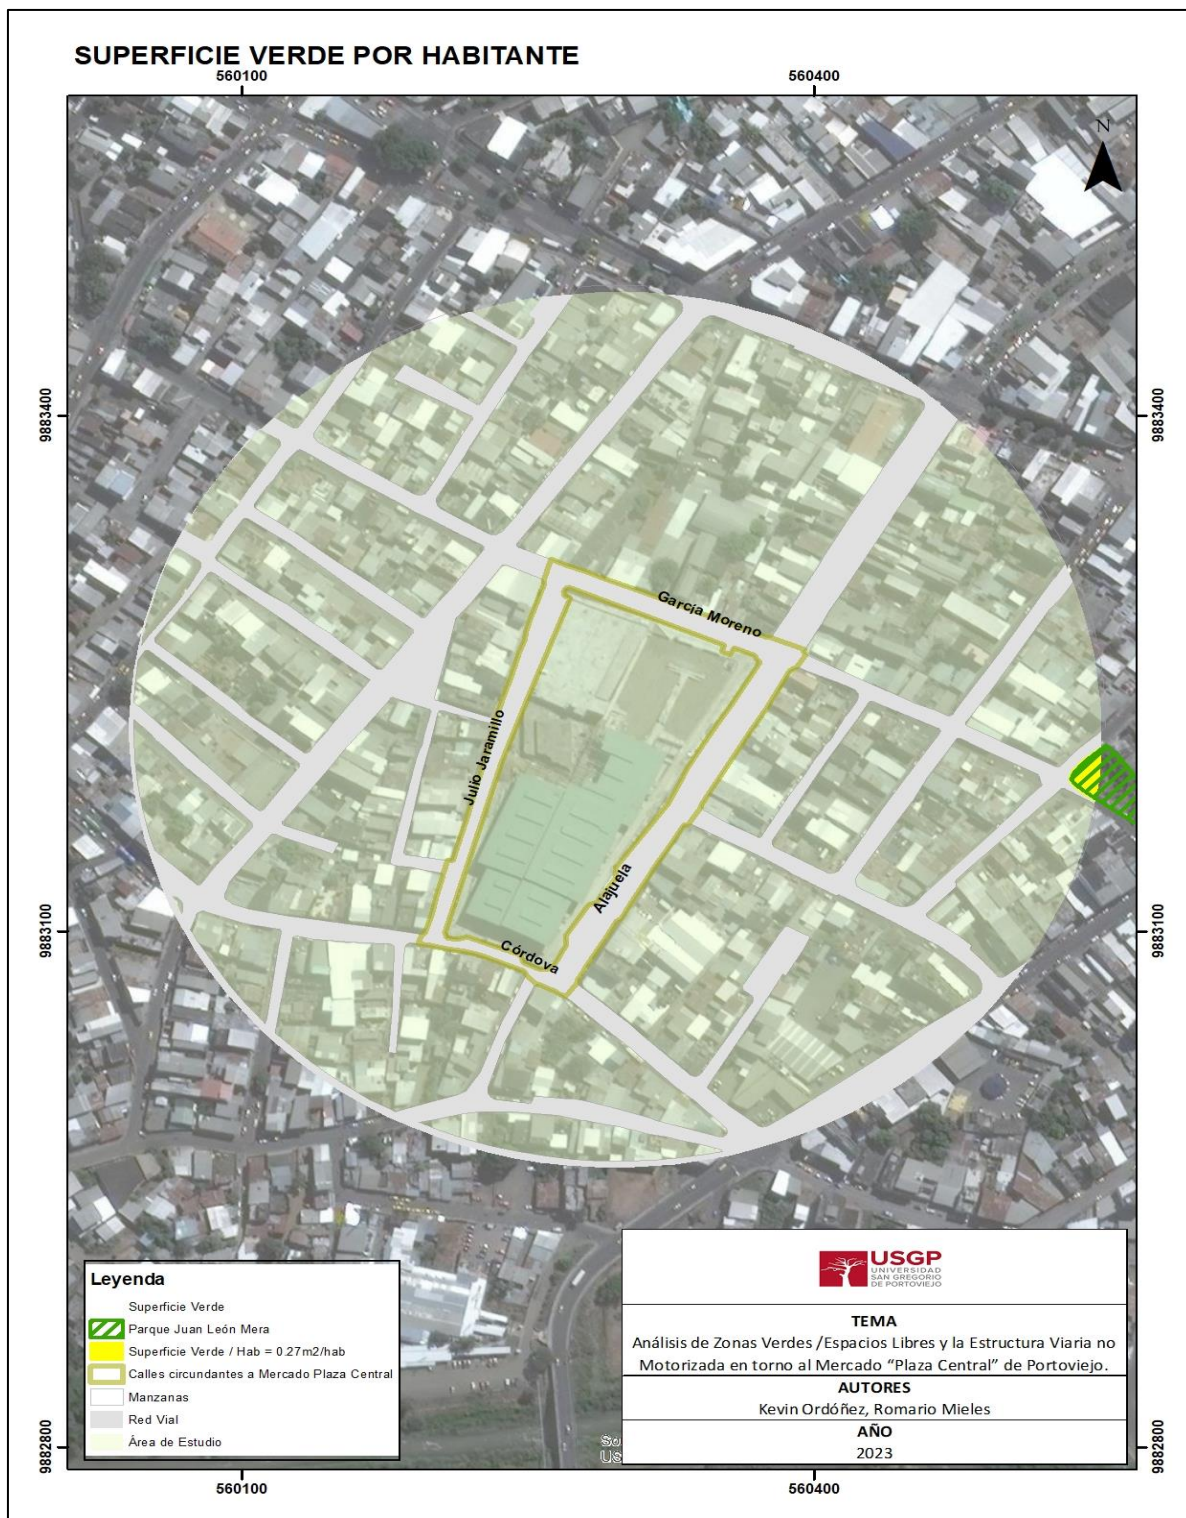 SUPERFICIE VERDE POR HABITANTE
560100
560400
N
9883400
9883400
García Moreno
Julio Jaramillo
Alajuela
Córdova
9883100
9883100
Leyenda
Superficie Verde
Parque Juan León Mera
Superficie Verde / Hab = 0.27m2/hab
Calles circundantes a Mercado Plaza Central
Manzanas
Red Vial
Área de Estudio
USGP
UNIVERSIDAD
SAN GREGORIO
DE PORTOVIEJO
TEMA
Análisis de Zonas Verdes /Espacios Libres y la Estructura Viaria no
Motorizada en torno al Mercado “Plaza Central” de Portoviejo.
AUTORES
Kevin Ordóñez, Romario Mieles
AÑO
2023
So
US
9882800
9882800
560100
560400